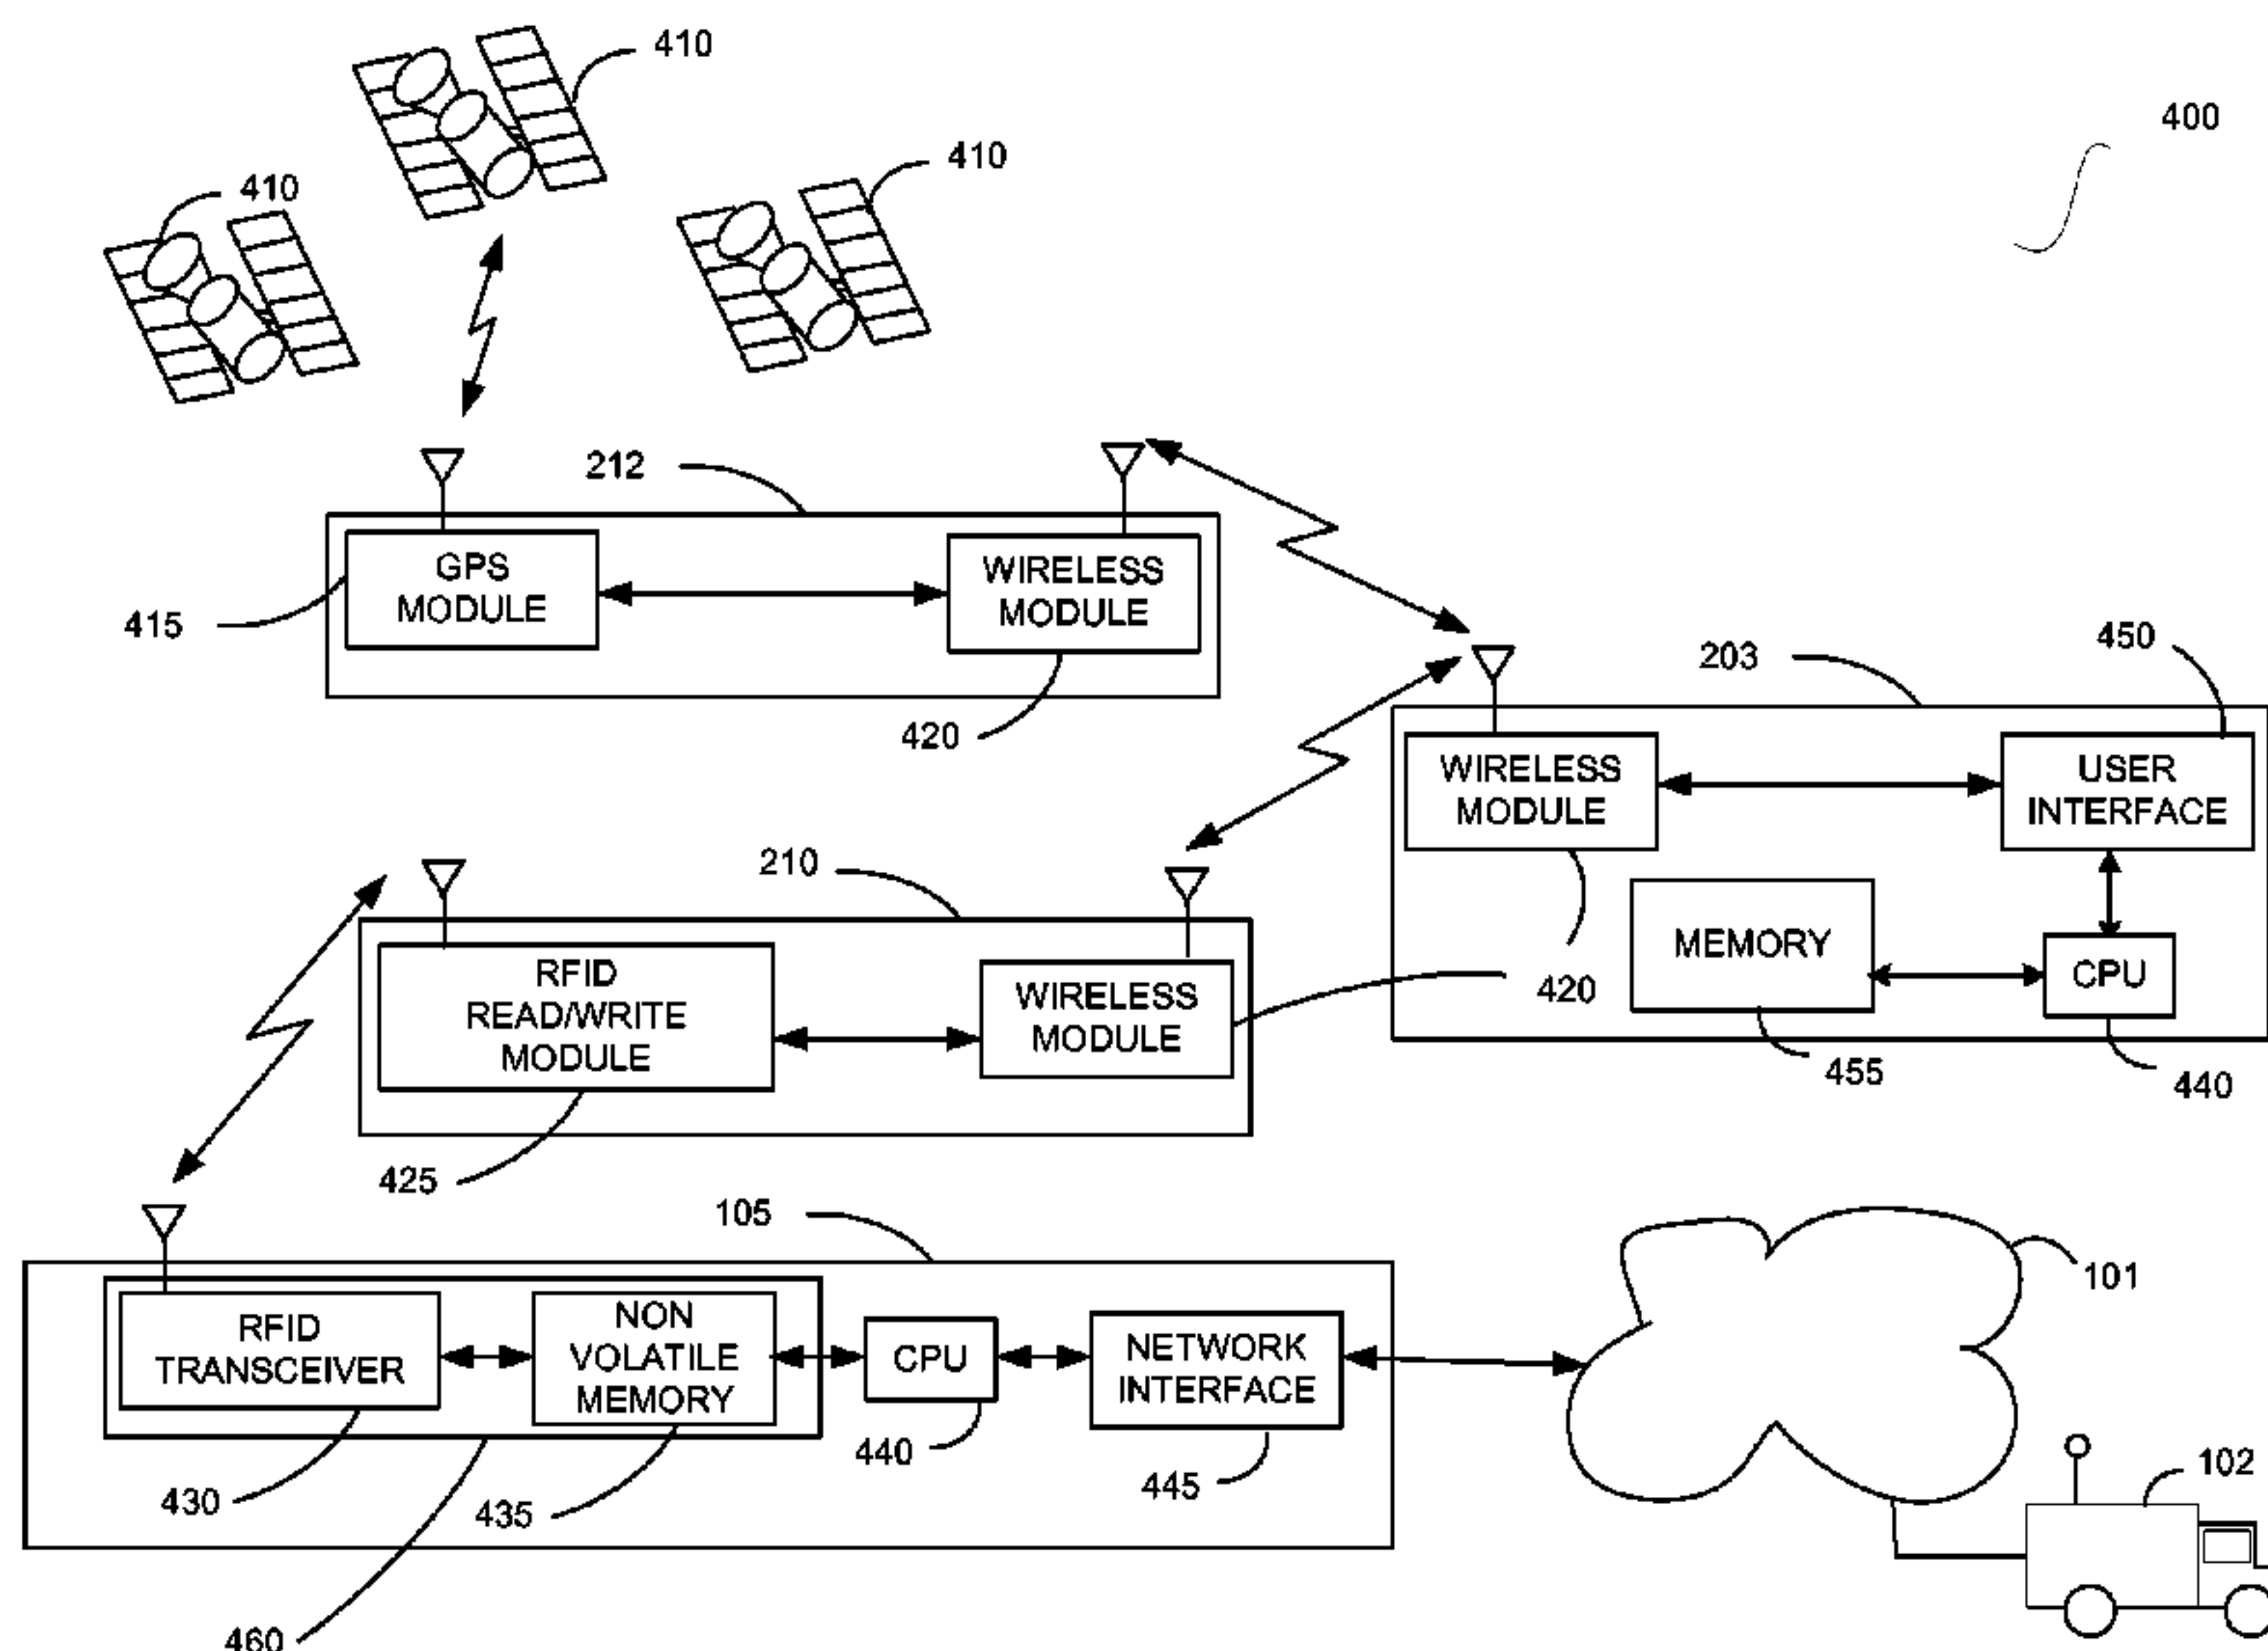 410
400
410
410
212
GPS
MODULE
WIRELESS
MODULE
415
420
203
450
WIRELESS
MODULE
USER
INTERFACE
MEMORY
CPU
420
455
440
210
RFID
READ/WRITE
MODULE
WIRELESS
MODULE
425
105
RFID
TRANSCEIVER
NON
VOLATILE
MEMORY
CPU
NETWORK
INTERFACE
430
435
440
445
460
101
102